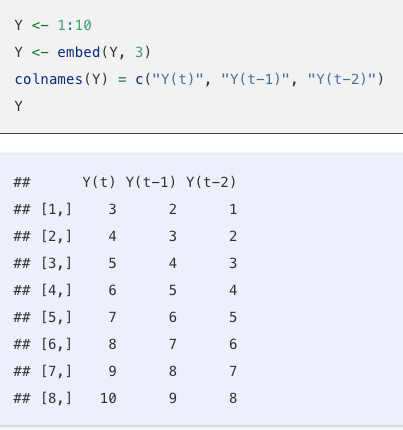 Y <- 1:10
Y <- embed(Y, 3)
colnames(Y) = c("Y(t)", "Y(t-1)", "Y(t-2)")
Y
##      Y(t) Y(t-1) Y(t-2)
## [1,]    3      2      1
## [2,]    4      3      2
## [3,]    5      4      3
## [4,]    6      5      4
## [5,]    7      6      5
## [6,]    8      7      6
## [7,]    9      8      7
## [8,]   10      9      8